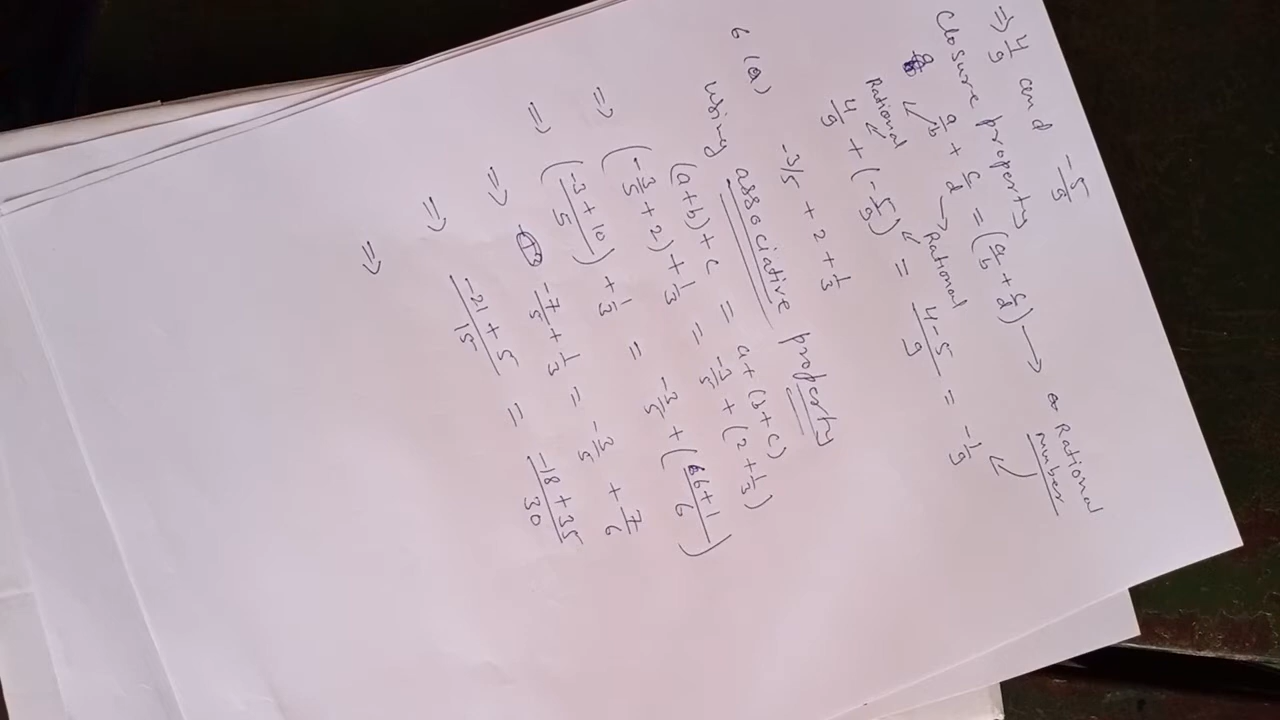 ⇒ 4/9 and -5/9
Closure property
a/b + c/d = (a/b + c/d) → Rational number
Rational Rational
4/9 + (-5/9) = 4-5/9 = -1/9
6 (a) -3/5 + 2 + 1/3
Using associative property
(a+b)+c = a+(b+c)
⇒ (-3/5 + 2) + 1/3 = -3/5 + (2 + 1/3)
⇒ (-3+10/5) + 1/3 = -3/5 + (6+1/6)
⇒ -7/5 + 1/3 = -3/5 + 7/6
⇒ -21+5/15 = -18+35/30
⇒